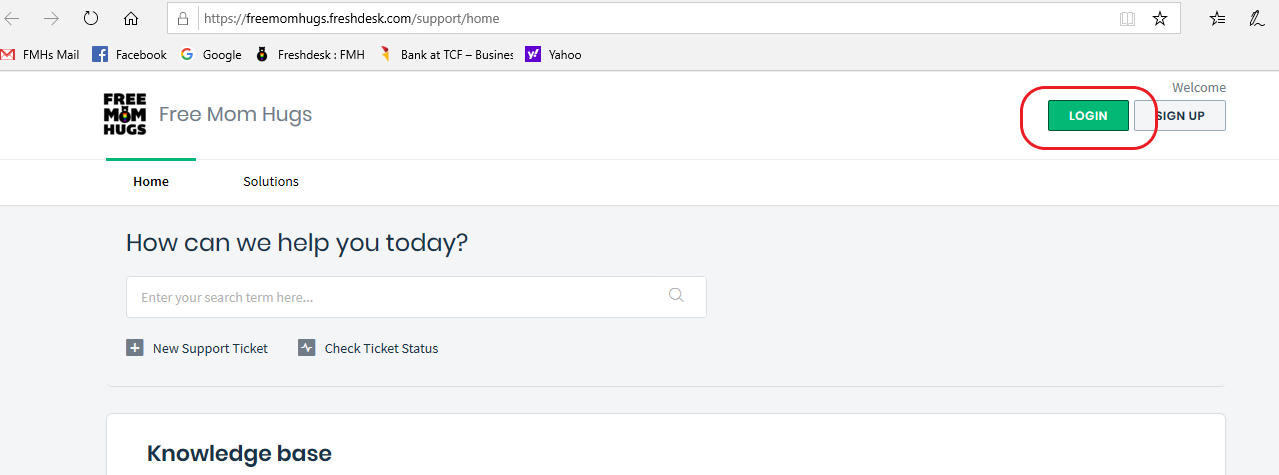 https://freemomhugs.freshdesk.com/support/home
FMHs Mail Facebook Google Freshdesk : FMH Bank at TCF – Busines Yahoo
Welcome
FREE MOM HUGS
Free Mom Hugs
LOGIN SIGN UP
Home Solutions
How can we help you today?
Enter your search term here...
New Support Ticket Check Ticket Status
Knowledge base